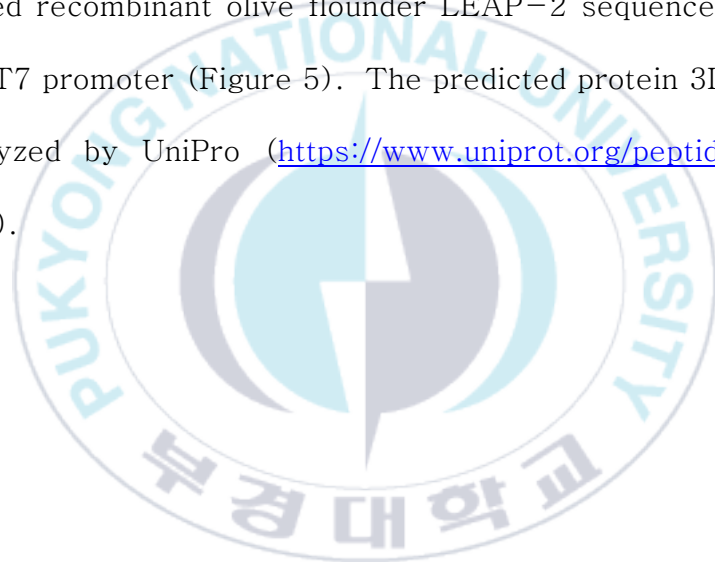 ed recombinant olive flounder LEAP-2 sequence
T7 promoter (Figure 5). The predicted protein 3D
yzed by UniPro (https://www.uniprot.org/peptid
).
PUKYONG NATIONAL UNIVERSITY
부경대학교